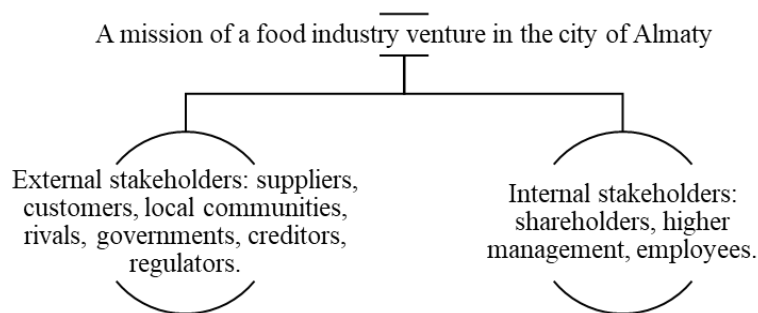 A mission of a food industry venture in the city of Almaty
External stakeholders: suppliers,
customers, local communities,
rivals, governments, creditors,
regulators.
Internal stakeholders:
shareholders, higher
management, employees.